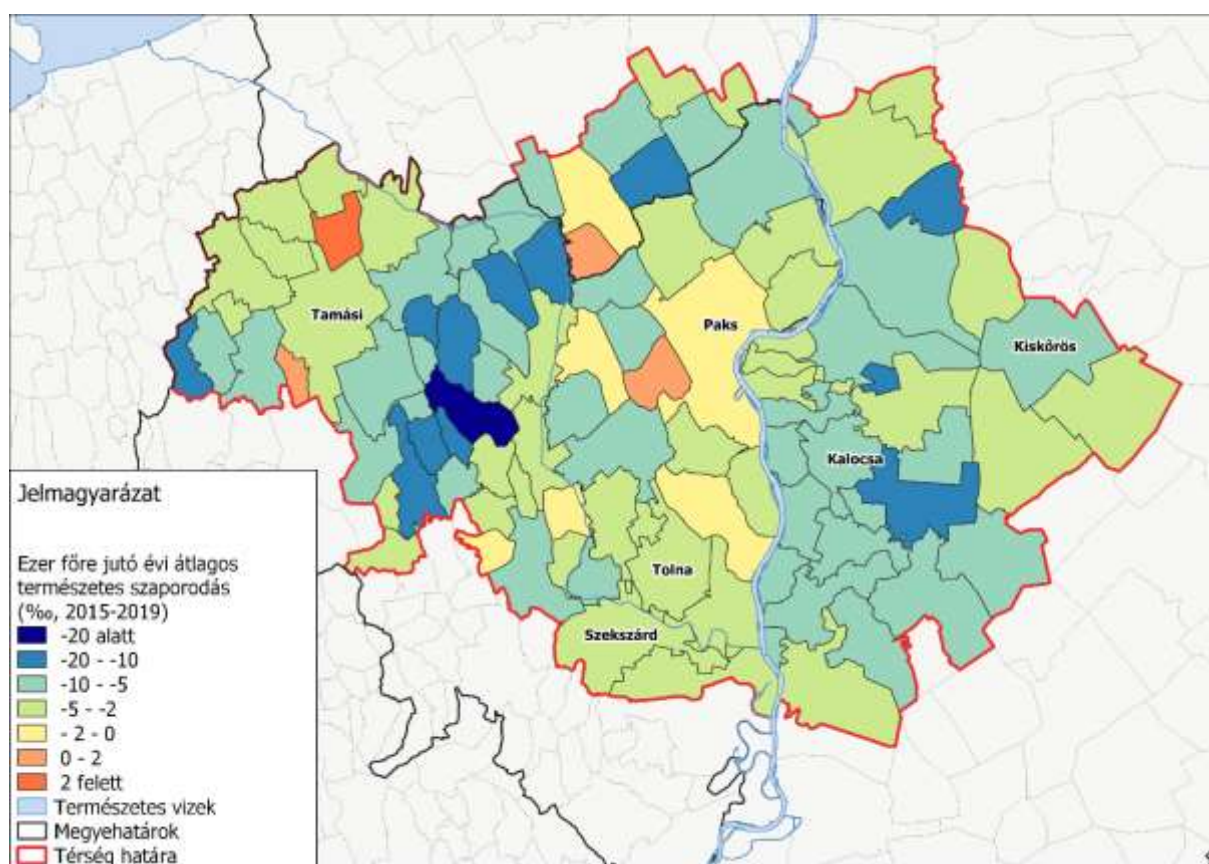 Tamási
Paks
Kiskőrös
Kalocsa
Tolna
Szekszárd
Jelmagyarázat
Ezer főre jutó évi átlagos
természetes szaporodás
(‰, 2015-2019)
-20 alatt
-20 - -10
-10 - -5
-5 - -2
- 2 - 0
0 - 2
2 felett
Természetes vizek
Megyehatárok
Térség határa